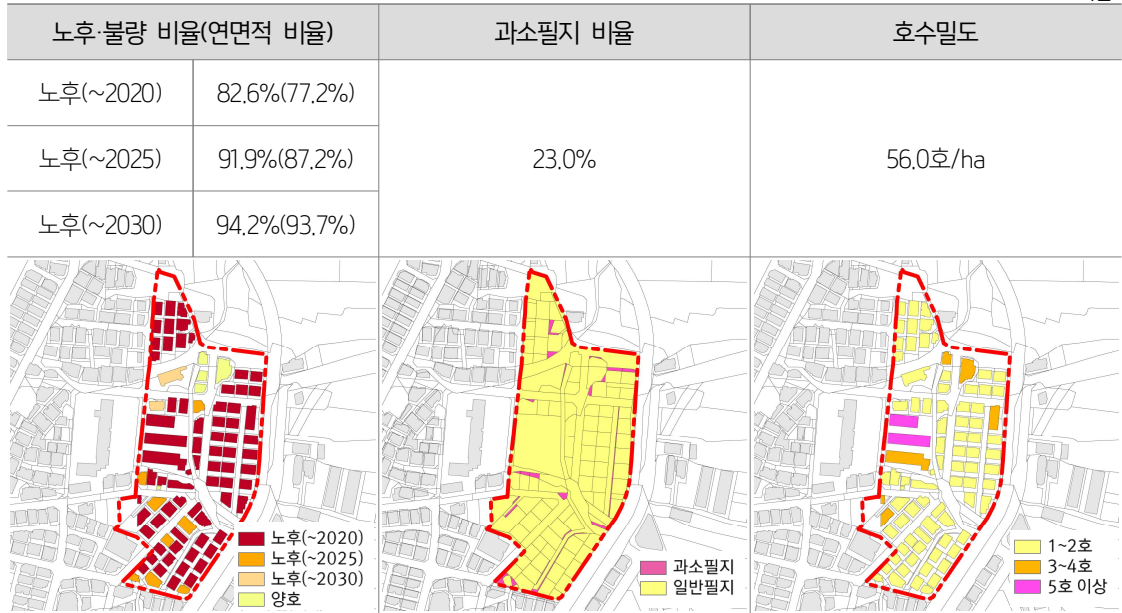 노후·불량 비율(연면적 비율) 과소필지 비율 호수밀도
노후(~2020) 82.6%(77.2%)
노후(~2025) 91.9%(87.2%) 23.0% 56.0호/ha
노후(~2030) 94.2%(93.7%)
노후(~2020)
노후(~2025)
노후(~2030)
양호
과소필지
일반필지
1~2호
3~4호
5호 이상